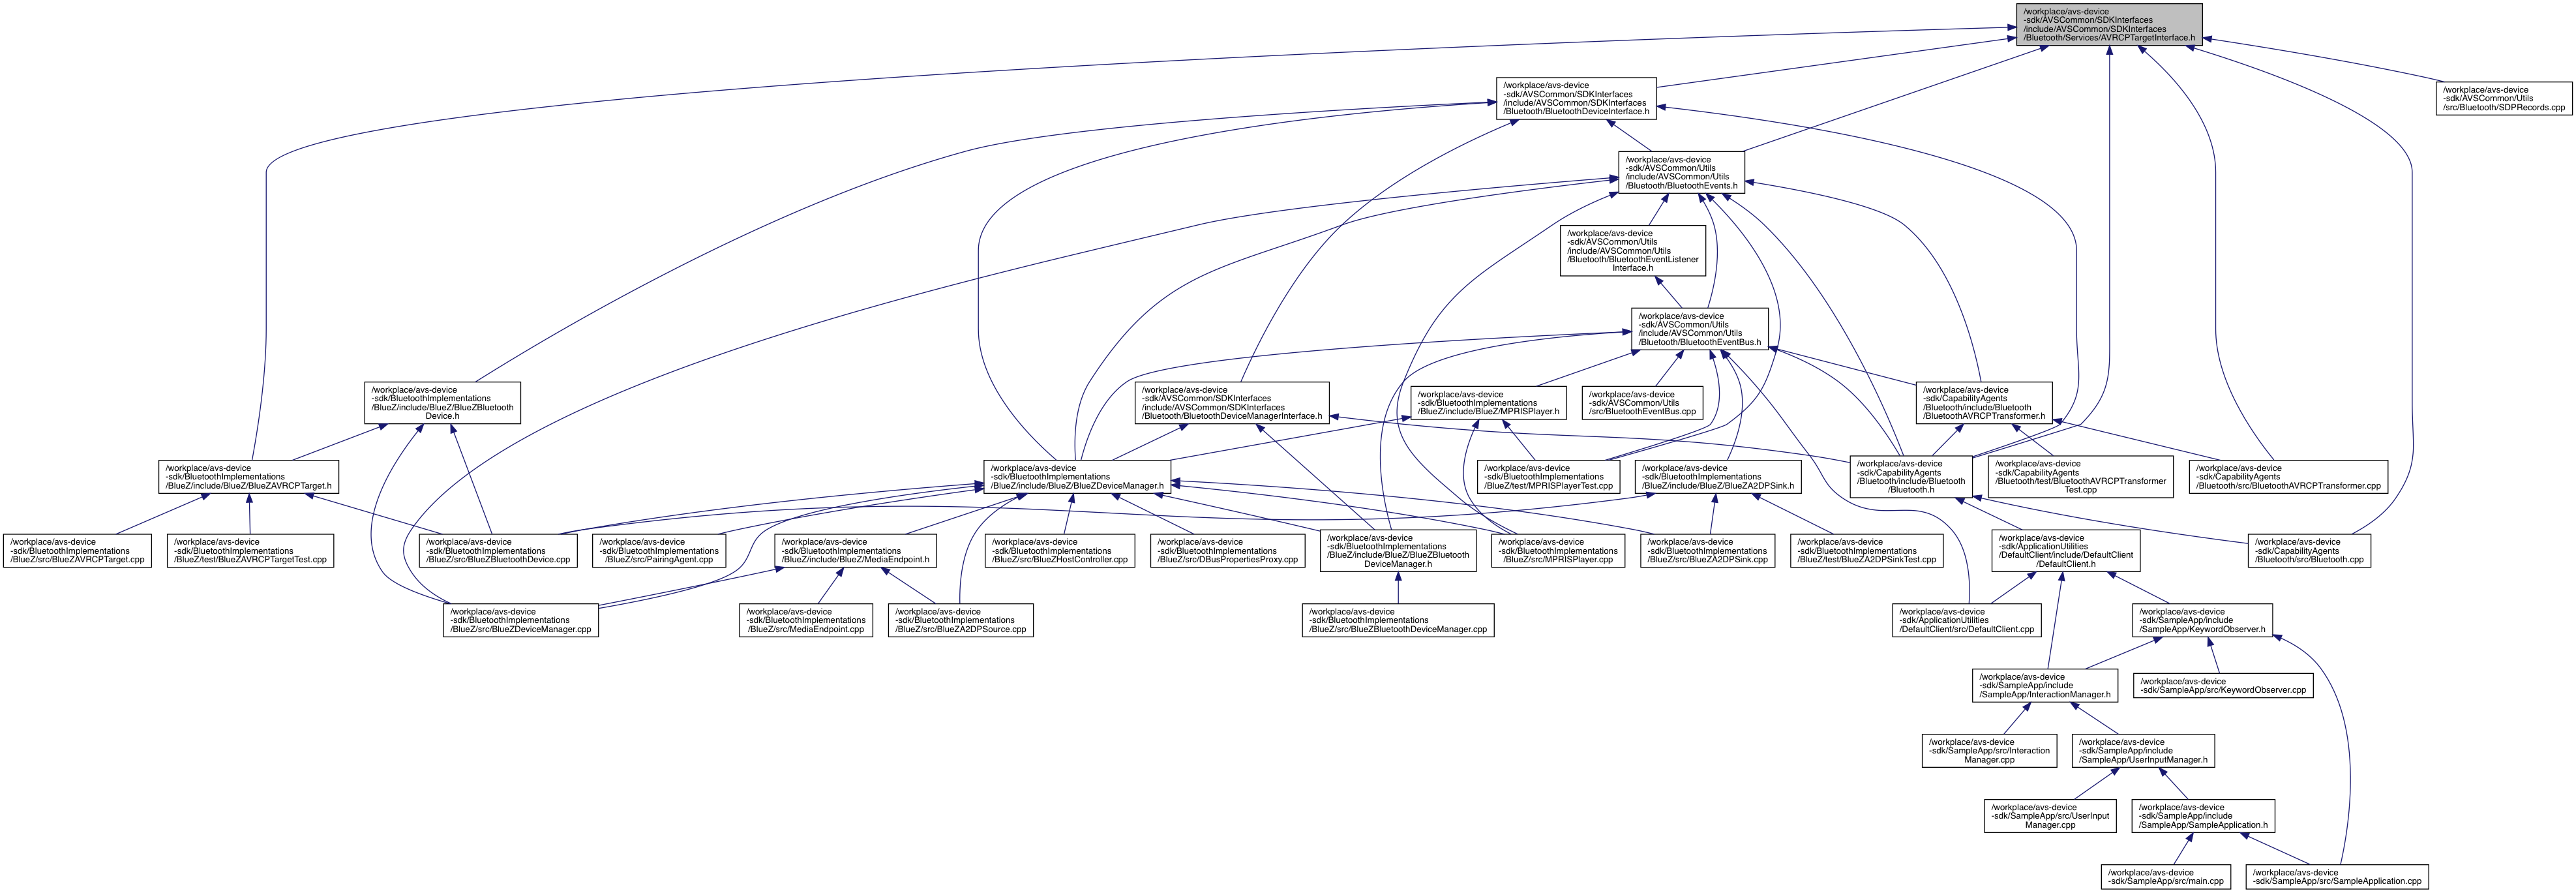 /workplace/avs-device
-sdk/AVSCommon/SDKInterfaces
/include/AVSCommon/SDKInterfaces
/Bluetooth/Services/AVRCPTargetInterface.h
/workplace/avs-device
-sdk/AVSCommon/SDKInterfaces
/include/AVSCommon/SDKInterfaces
/Bluetooth/BluetoothDeviceInterface.h
/workplace/avs-device
-sdk/AVSCommon/Utils
/src/Bluetooth/SDPRecords.cpp
/workplace/avs-device
-sdk/AVSCommon/Utils
/include/AVSCommon/Utils
/Bluetooth/BluetoothEvents.h
/workplace/avs-device
-sdk/AVSCommon/Utils
/include/AVSCommon/Utils
/Bluetooth/BluetoothEventListener
Interface.h
/workplace/avs-device
-sdk/AVSCommon/Utils
/include/AVSCommon/Utils
/Bluetooth/BluetoothEventBus.h
/workplace/avs-device
-sdk/BluetoothImplementations
/BlueZ/include/BlueZ/BlueZBluetooth
Device.h
/workplace/avs-device
-sdk/AVSCommon/SDKInterfaces
/include/AVSCommon/SDKInterfaces
/Bluetooth/BluetoothDeviceManagerInterface.h
/workplace/avs-device
-sdk/BluetoothImplementations
/BlueZ/include/BlueZ/MPRISPlayer.h
/workplace/avs-device
-sdk/AVSCommon/Utils
/src/BluetoothEventBus.cpp
/workplace/avs-device
-sdk/CapabilityAgents
/Bluetooth/include/Bluetooth
/BluetoothAVRCPTransformer.h
/workplace/avs-device
-sdk/BluetoothImplementations
/BlueZ/include/BlueZ/BlueZAVRCPTarget.h
/workplace/avs-device
-sdk/BluetoothImplementations
/BlueZ/include/BlueZ/BlueZDeviceManager.h
/workplace/avs-device
-sdk/BluetoothImplementations
/BlueZ/test/MPRISPlayerTest.cpp
/workplace/avs-device
-sdk/BluetoothImplementations
/BlueZ/include/BlueZ/BlueZA2DPSink.h
/workplace/avs-device
-sdk/CapabilityAgents
/Bluetooth/include/Bluetooth
/Bluetooth.h
/workplace/avs-device
-sdk/CapabilityAgents
/Bluetooth/test/BluetoothAVRCPTransformer
Test.cpp
/workplace/avs-device
-sdk/CapabilityAgents
/Bluetooth/src/BluetoothAVRCPTransformer.cpp
/workplace/avs-device
-sdk/BluetoothImplementations
/BlueZ/src/BlueZAVRCPTarget.cpp
/workplace/avs-device
-sdk/BluetoothImplementations
/BlueZ/test/BlueZAVRCPTargetTest.cpp
/workplace/avs-device
-sdk/BluetoothImplementations
/BlueZ/src/BlueZBluetoothDevice.cpp
/workplace/avs-device
-sdk/BluetoothImplementations
/BlueZ/src/PairingAgent.cpp
/workplace/avs-device
-sdk/BluetoothImplementations
/BlueZ/include/BlueZ/MediaEndpoint.h
/workplace/avs-device
-sdk/BluetoothImplementations
/BlueZ/src/BlueZHostController.cpp
/workplace/avs-device
-sdk/BluetoothImplementations
/BlueZ/src/DBusPropertiesProxy.cpp
/workplace/avs-device
-sdk/BluetoothImplementations
/BlueZ/include/BlueZ/BlueZBluetooth
DeviceManager.h
/workplace/avs-device
-sdk/BluetoothImplementations
/BlueZ/src/MPRISPlayer.cpp
/workplace/avs-device
-sdk/BluetoothImplementations
/BlueZ/src/BlueZA2DPSink.cpp
/workplace/avs-device
-sdk/BluetoothImplementations
/BlueZ/test/BlueZA2DPSinkTest.cpp
/workplace/avs-device
-sdk/ApplicationUtilities
/DefaultClient/include/DefaultClient
/DefaultClient.h
/workplace/avs-device
-sdk/CapabilityAgents
/Bluetooth/src/Bluetooth.cpp
/workplace/avs-device
-sdk/BluetoothImplementations
/BlueZ/src/BlueZDeviceManager.cpp
/workplace/avs-device
-sdk/BluetoothImplementations
/BlueZ/src/MediaEndpoint.cpp
/workplace/avs-device
-sdk/BluetoothImplementations
/BlueZ/src/BlueZA2DPSource.cpp
/workplace/avs-device
-sdk/BluetoothImplementations
/BlueZ/src/BlueZBluetoothDeviceManager.cpp
/workplace/avs-device
-sdk/ApplicationUtilities
/DefaultClient/src/DefaultClient.cpp
/workplace/avs-device
-sdk/SampleApp/include
/SampleApp/KeywordObserver.h
/workplace/avs-device
-sdk/SampleApp/include
/SampleApp/InteractionManager.h
/workplace/avs-device
-sdk/SampleApp/src/KeywordObserver.cpp
/workplace/avs-device
-sdk/SampleApp/src/Interaction
Manager.cpp
/workplace/avs-device
-sdk/SampleApp/include
/SampleApp/UserInputManager.h
/workplace/avs-device
-sdk/SampleApp/src/UserInput
Manager.cpp
/workplace/avs-device
-sdk/SampleApp/include
/SampleApp/SampleApplication.h
/workplace/avs-device
-sdk/SampleApp/src/main.cpp
/workplace/avs-device
-sdk/SampleApp/src/SampleApplication.cpp